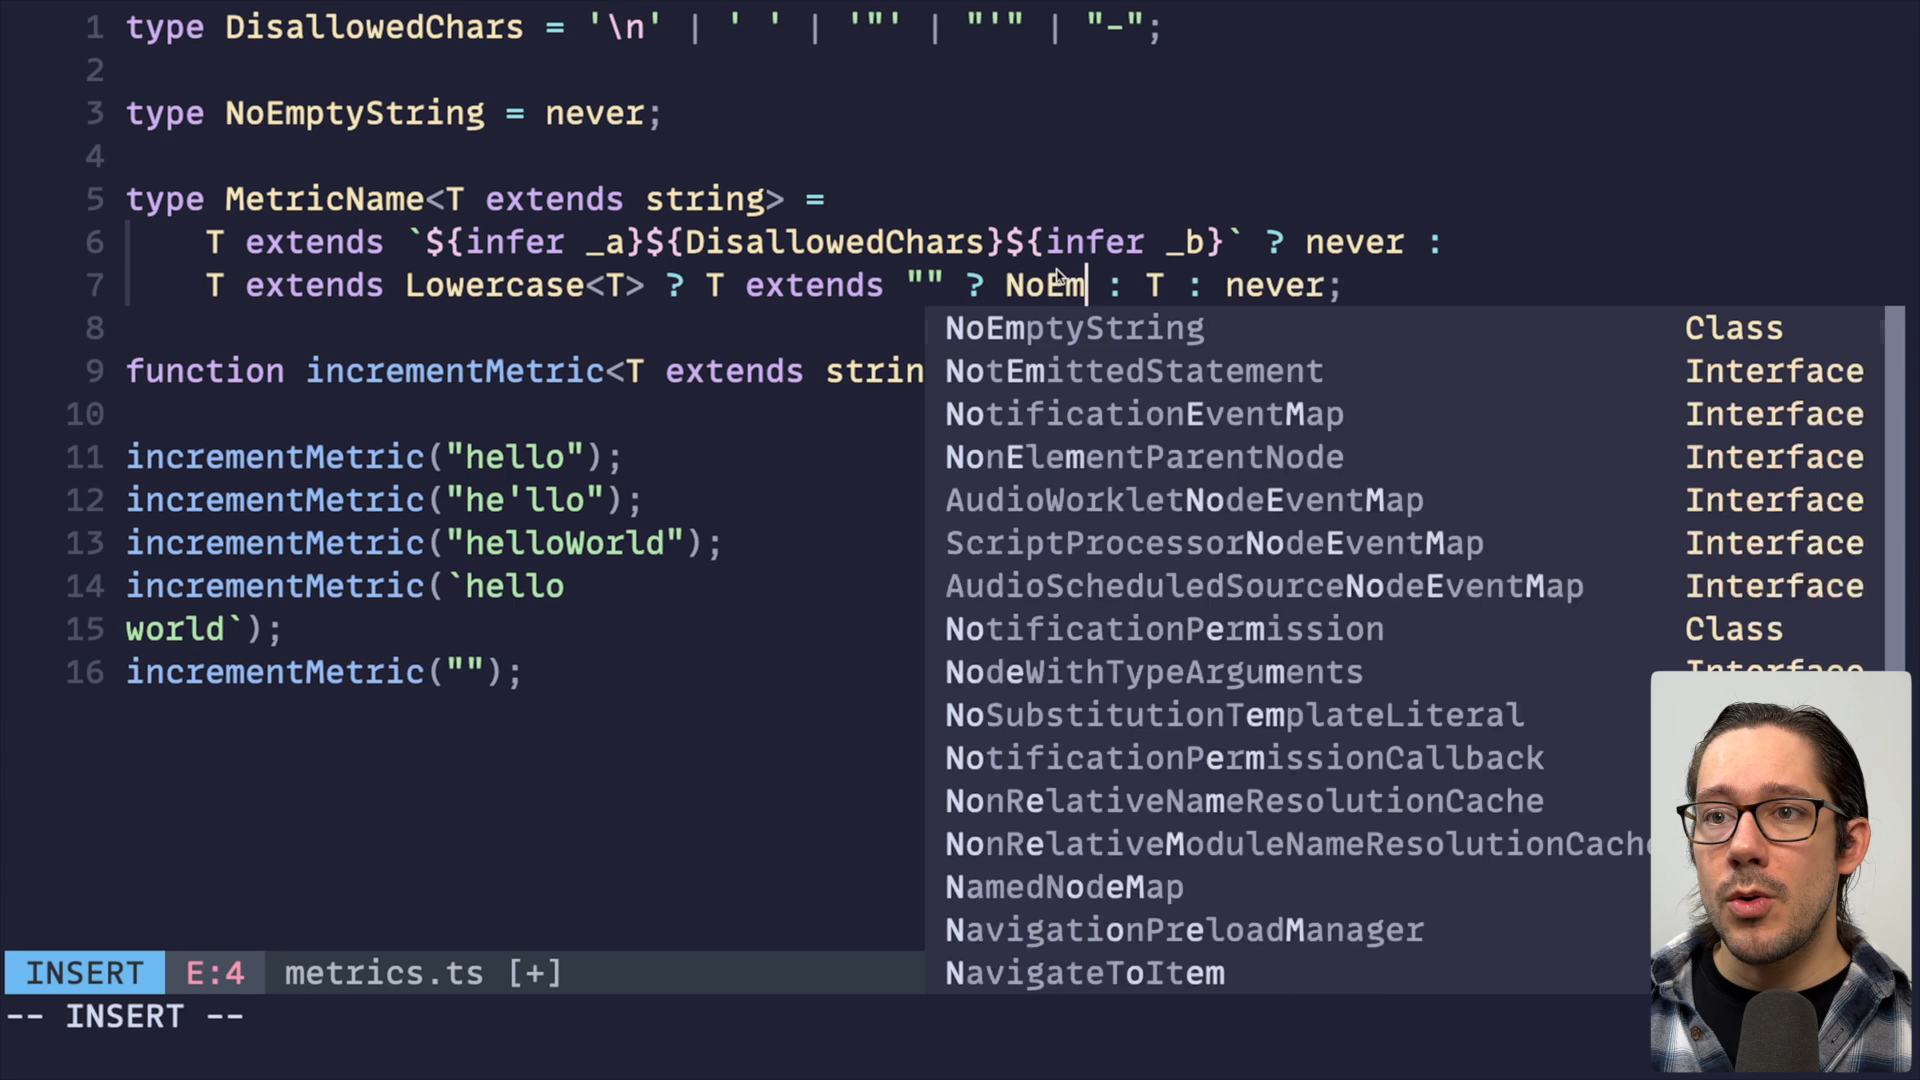 1 type DisallowedChars = '\n' | ' ' | '"' | "'" | "-";
2
3 type NoEmptyString = never;
4
5 type MetricName<T extends string> =
6 T extends `${infer _a}${DisallowedChars}${infer _b}` ? never :
7 T extends Lowercase<T> ? T extends "" ? NoEm : T : never;
8
NoEmptyString Class
9 function incrementMetric<T extends strin
NotEmittedStatement Interface
10
NotificationEventMap Interface
11 incrementMetric("hello");
NonElementParentNode Interface
12 incrementMetric("he'llo");
AudioWorkletNodeEventMap Interface
13 incrementMetric("helloWorld");
ScriptProcessorNodeEventMap Interface
14 incrementMetric(`hello
AudioScheduledSourceNodeEventMap Interface
15 world`);
NotificationPermission Class
16 incrementMetric("");
NodeWithTypeArguments Interface
NoSubstitutionTemplateLiteral
NotificationPermissionCallback
NonRelativeNameResolutionCache
NonRelativeModuleNameResolutionCache
NamedNodeMap
NavigationPreloadManager
NavigateToItem
INSERT E:4 metrics.ts [+]
-- INSERT --